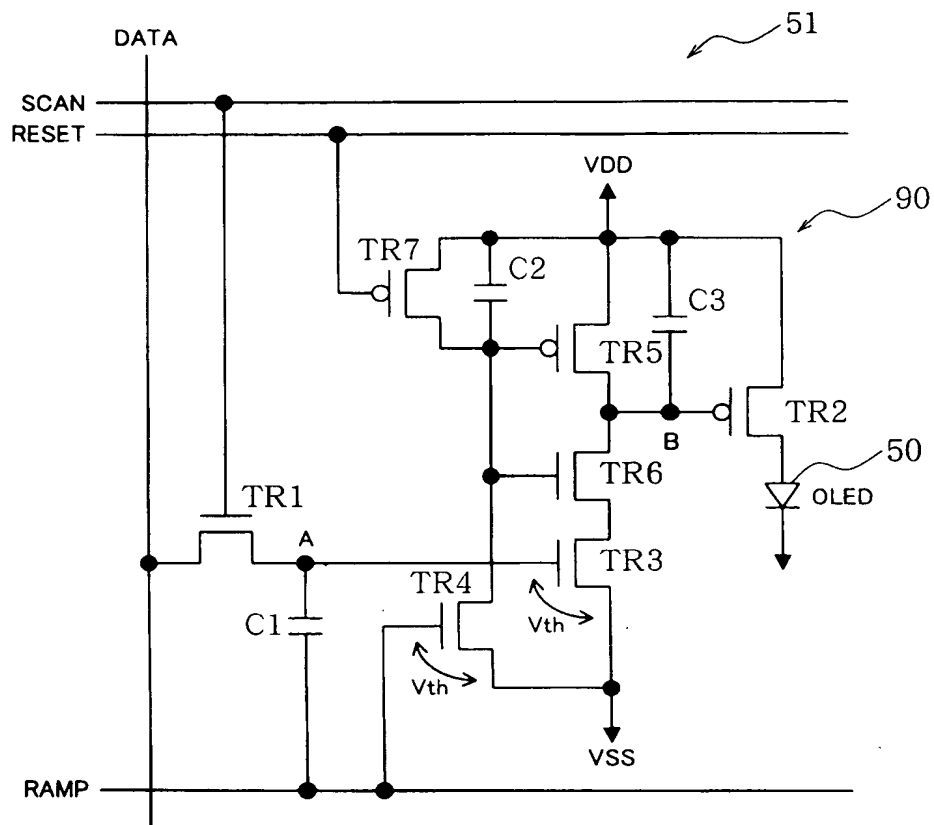 51
DATA
SCAN
RESET
VDD
90
TR7
C2
C3
TR5
TR2
B
TR6
50
OLED
TR1
A
TR3
TR4
C1
Vth
Vth
VSS
RAMP